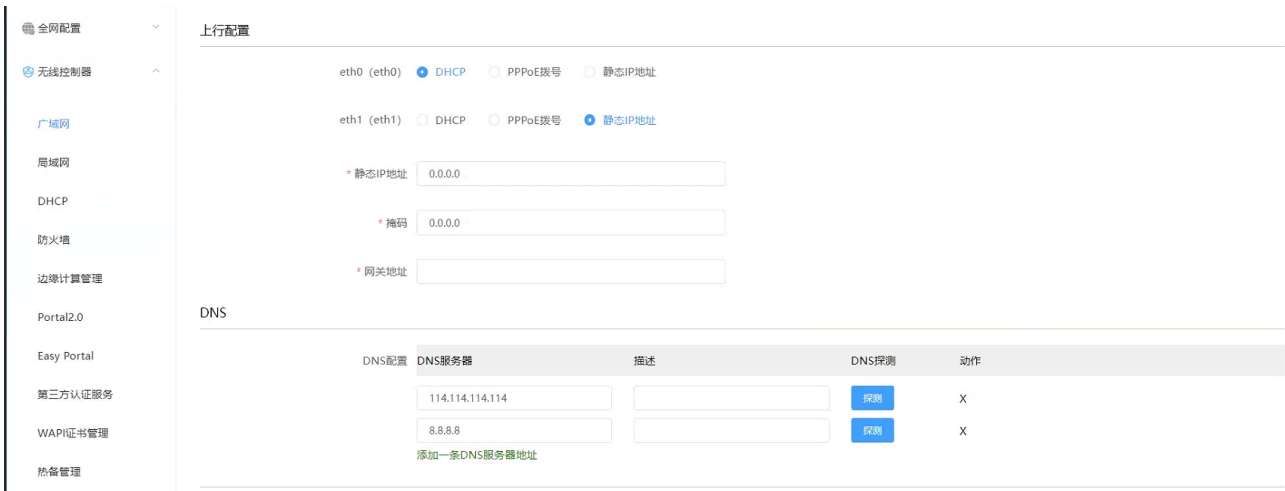 全网配置
上行配置
eth0（eth0） DHCP PPPoE拨号 静态IP地址
无线控制器
eth1（eth1） DHCP PPPoE拨号 静态IP地址
广域网
局域网
* 静态IP地址 0.0.0.0
DHCP
* 掩码 0.0.0.0
防火墙
* 网关地址
边缘计算管理
DNS
Portal2.0
Easy Portal
DNS配置 DNS服务器 描述 DNS探测 动作
第三方认证服务
114.114.114.114 探测 X
WAPI证书管理
8.8.8.8 探测 X
添加一条DNS服务器地址
热备管理